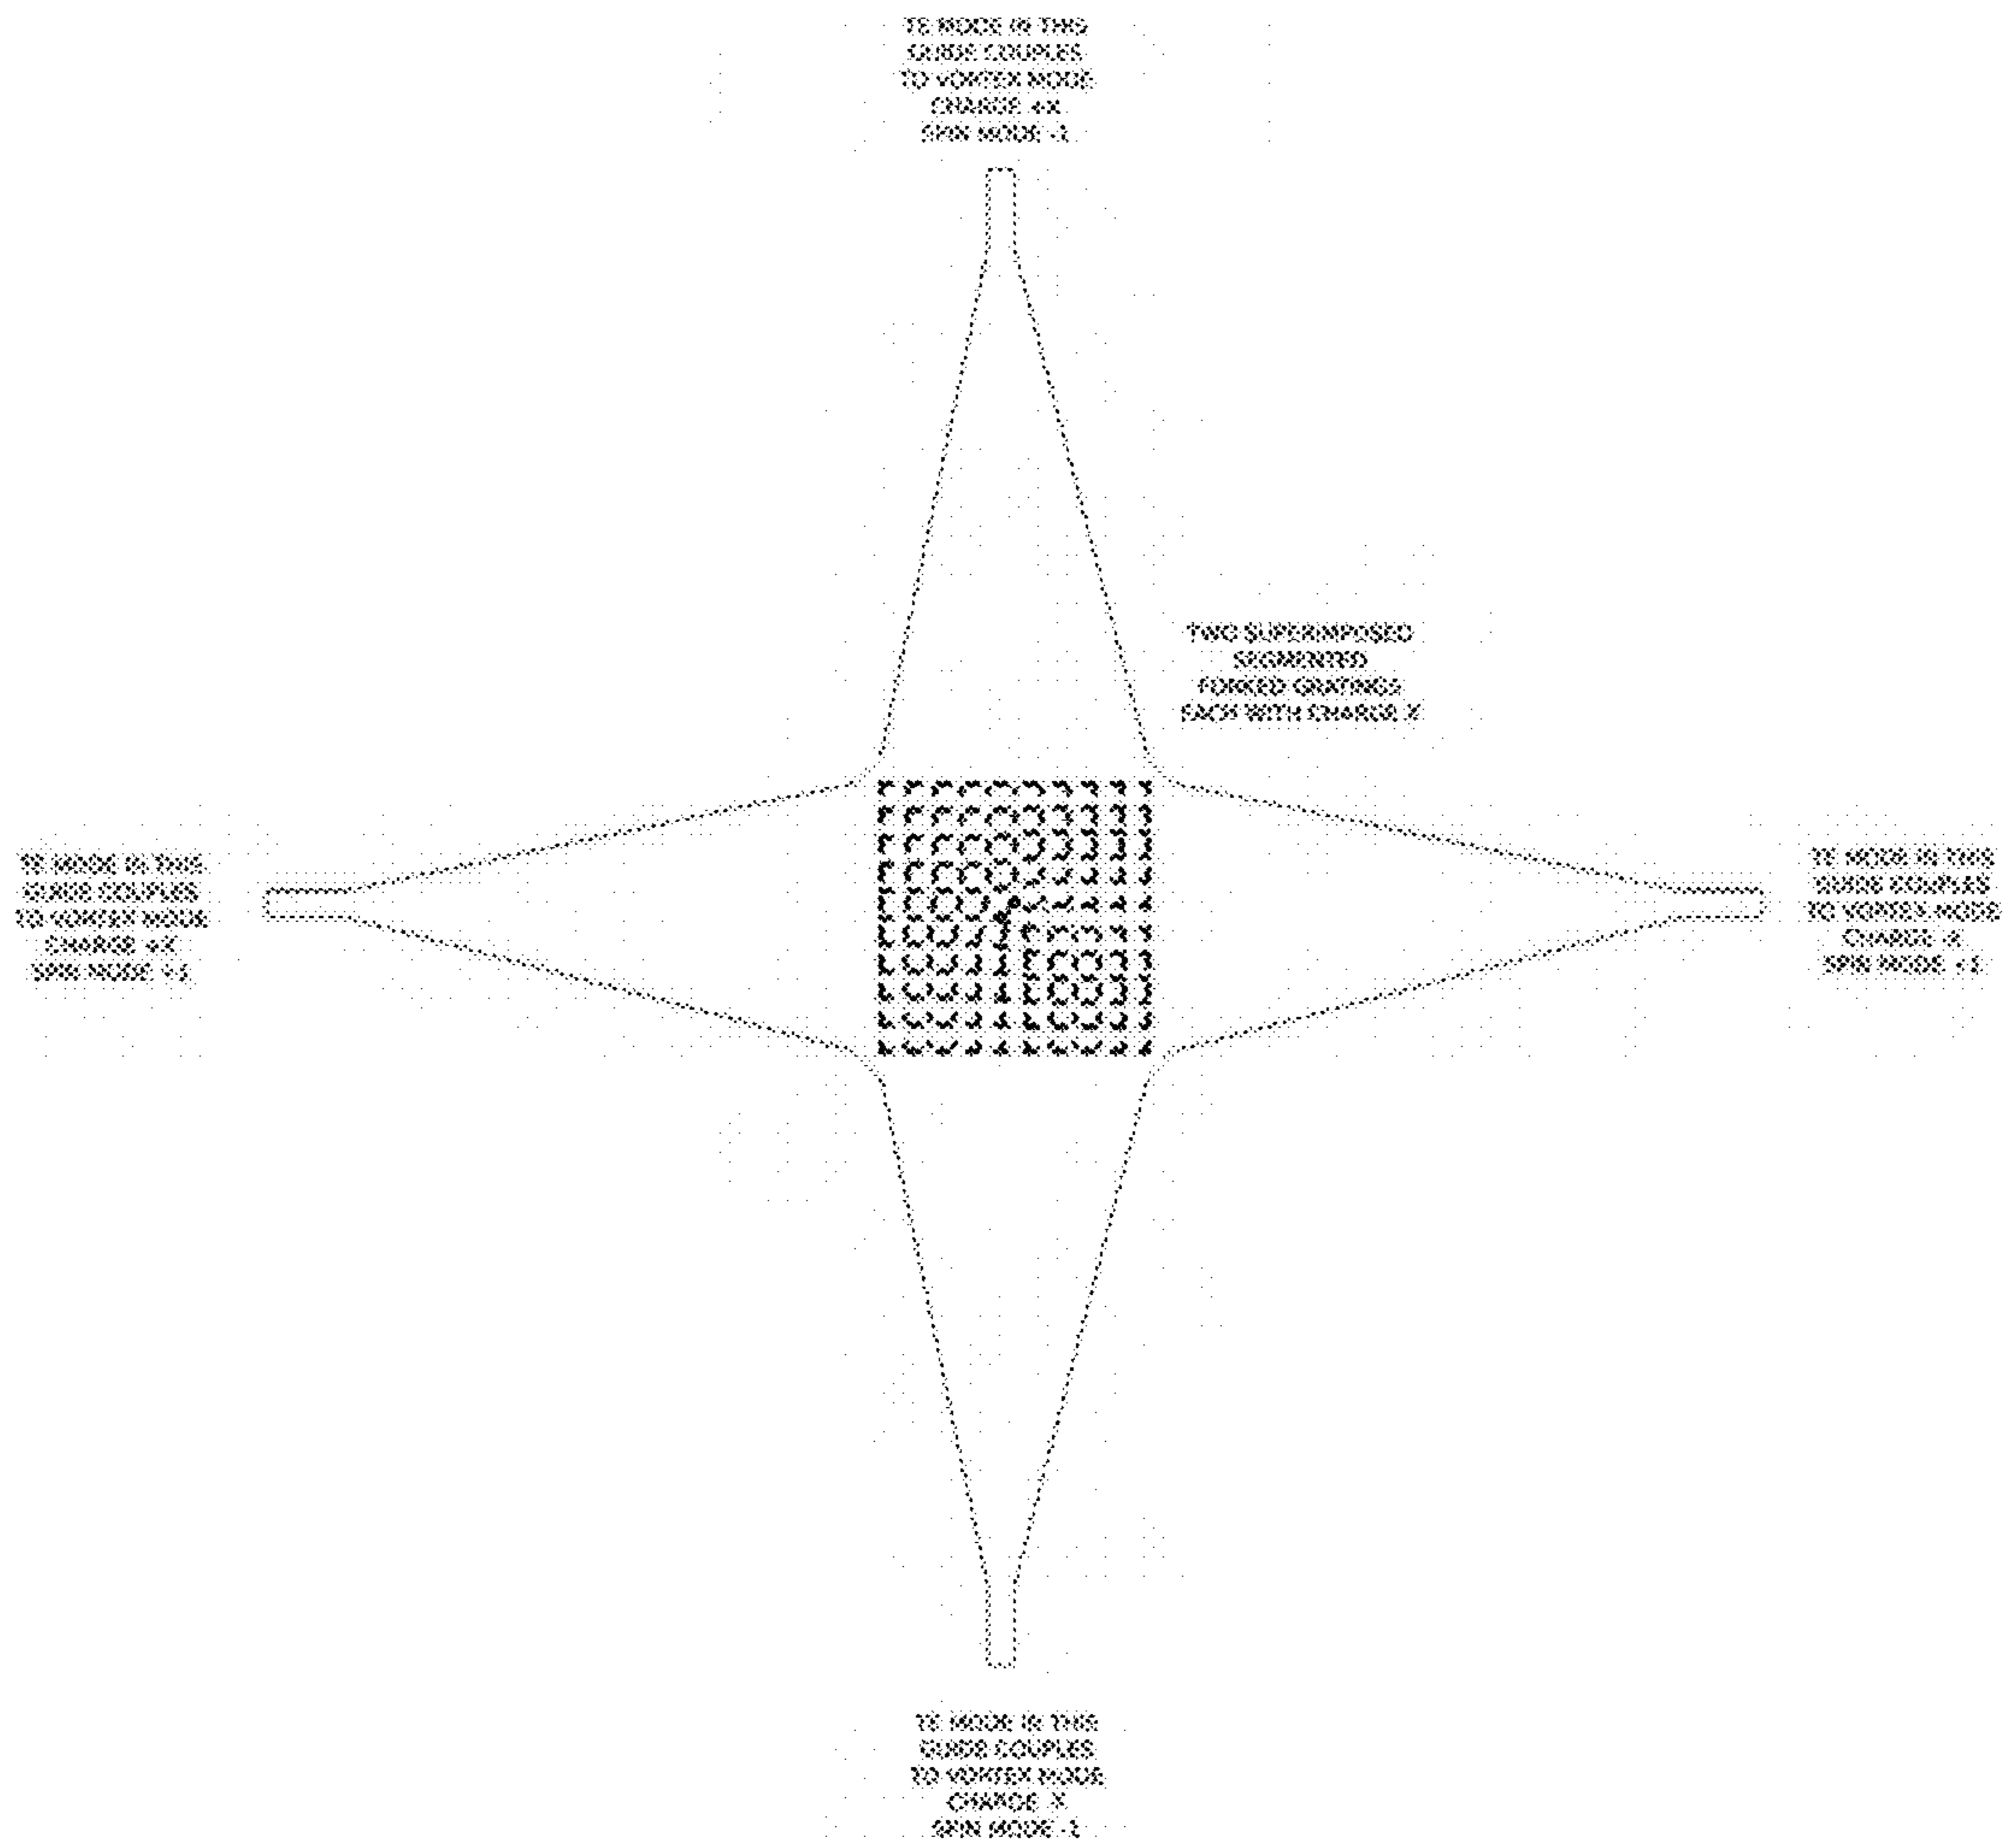 TE MODE IN THIS
GUIDE COUPLES
TO VORTEX MODE
CHARGE +X
SPIN MODE -1
TWO SUPERIMPOSED
SEGMENTED
FORKED GRATINGS
EACH WITH CHARGE X
TE MODE IN THIS
GUIDE COUPLES
TO VORTEX MODE
CHARGE +X
SPIN MODE +1
TE MODE IN THIS
GUIDE COUPLES
TO VORTEX MODE
CHARGE -X
SPIN MODE +1
TE MODE IN THIS
GUIDE COUPLES
TO VORTEX MODE
CHARGE -X
SPIN MODE -1